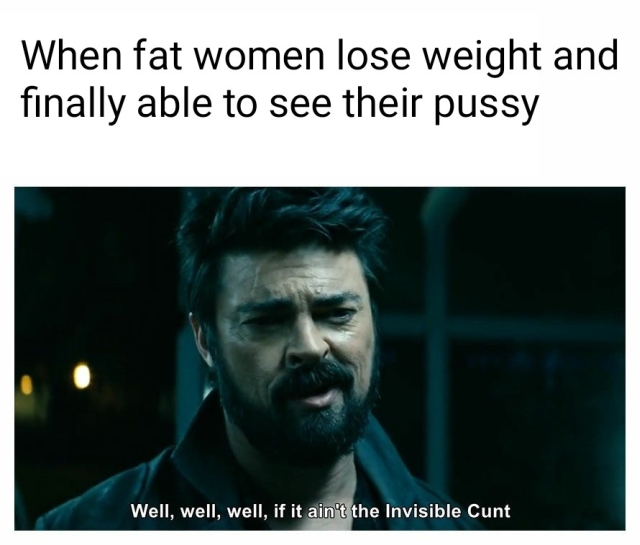 When fat women lose weight and
finally able to see their pussy
Well, well, well, if it ain't the Invisible Cunt